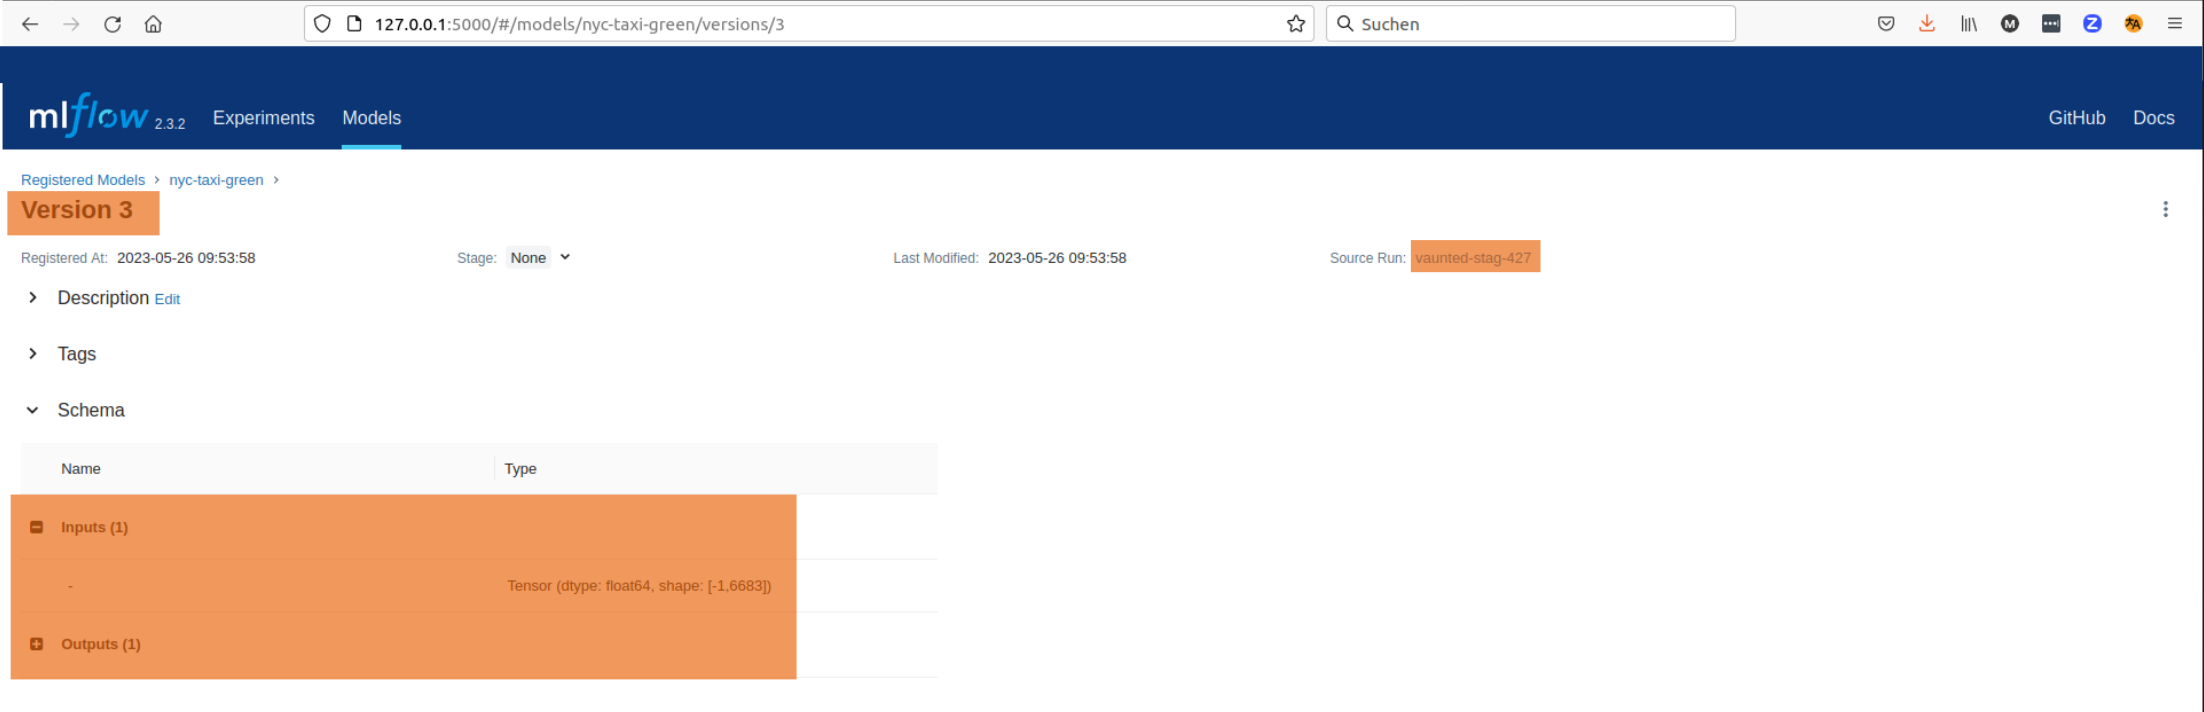 127.0.0.1:5000/#/models/nyc-taxi-green/versions/3 Suchen
mlflow 2.3.2 Experiments Models GitHub Docs
Registered Models > nyc-taxi-green >
Version 3
Registered At: 2023-05-26 09:53:58 Stage: None Last Modified: 2023-05-26 09:53:58 Source Run: vaunted-stag-427
Description Edit
Tags
Schema
Name Type
Inputs (1)
- Tensor (dtype: float64, shape: [-1,6683])
Outputs (1)